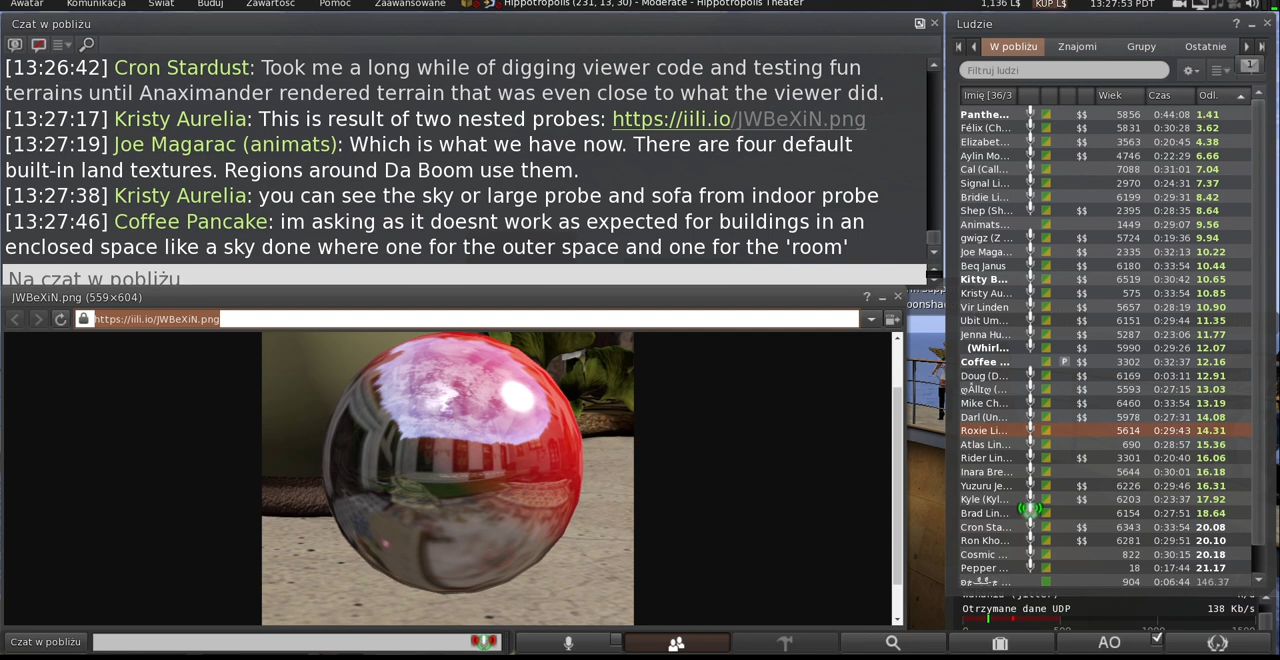 Awatar Komunikacja Świat Buduj Zawartość Pomoc Zaawansowane Hippotropolis (231, 13, 30) - Moderate - Hippotropolis Theater 1,136 L$ KUP L$ 13:27:53 PDT
Czat w pobliżu
[13:26:42] Cron Stardust: Took me a long while of digging viewer code and testing fun
terrains until Anaximander rendered terrain that was even close to what the viewer did.
[13:27:17] Kristy Aurelia: This is result of two nested probes: https://iili.io/JWBeXiN.png
[13:27:19] Joe Magarac (animats): Which is what we have now. There are four default
built-in land textures. Regions around Da Boom use them.
[13:27:38] Kristy Aurelia: you can see the sky or large probe and sofa from indoor probe
[13:27:46] Coffee Pancake: im asking as it doesnt work as expected for buildings in an
enclosed space like a sky done where one for the outer space and one for the 'room'
Na czat w pobliżu
JWBeXiN.png (559×604)
https://iili.io/JWBeXiN.png
Czat w pobliżu
Ludzie
W pobliżu Znajomi Grupy Ostatnie
Filtruj ludzi
1
Imię [36/3 Wiek Czas Odl.
Panthe... $$ 5856 0:44:08 1.41
Félix (Ch... $$ 5831 0:30:28 3.62
Elizabet... $$ 3563 0:20:45 4.38
Aylin Mo... $$ 4746 0:22:29 6.66
Cal (Call... 7088 0:31:01 7.04
Signal Li... 2970 0:24:31 7.37
Bridie Li... 6199 0:29:31 8.42
Shep (Sh... $$ 2395 0:28:35 8.64
Animats... 1449 0:29:07 9.56
gwigz (Z ... $$ 5724 0:19:36 9.94
Joe Maga... $$ 2335 0:32:13 10.22
Beq Janus $$ 6180 0:33:54 10.44
Kitty B... $$ 6519 0:30:42 10.65
Kristy Au... $$ 575 0:33:54 10.85
Vir Linden $$ 5657 0:28:19 10.90
Ubit Um... $$ 6151 0:29:44 11.35
Jenna Hu... $$ 5287 0:23:06 11.77
(Whirl... $$ 5990 0:29:26 12.07
Coffee ... P $$ 3302 0:32:37 12.16
Doug (D... $$ 6169 0:03:11 12.91
$$ 5593 0:27:15 13.03
Mike Ch... $$ 6460 0:33:54 13.19
Darl (Un... $$ 5978 0:27:31 14.08
Roxie Li... 5614 0:29:43 14.31
Atlas Lin... 690 0:28:57 15.36
Rider Lin... $$ 3301 0:20:40 16.06
Inara Bre... 5644 0:30:01 16.18
Yuzuru Je... $$ 6226 0:29:46 16.31
Kyle (Kyl... $$ 6203 0:23:37 17.92
Brad Lin... 6154 0:27:51 18.64
Cron Sta... $$ 6343 0:33:54 20.08
Ron Kho... $$ 6281 0:29:51 20.10
Cosmic ... 822 0:30:15 20.18
Pepper ... 18 0:17:44 21.17
904 0:06:44 146.37
Otrzymane dane UDP 138 Kb/s
AO